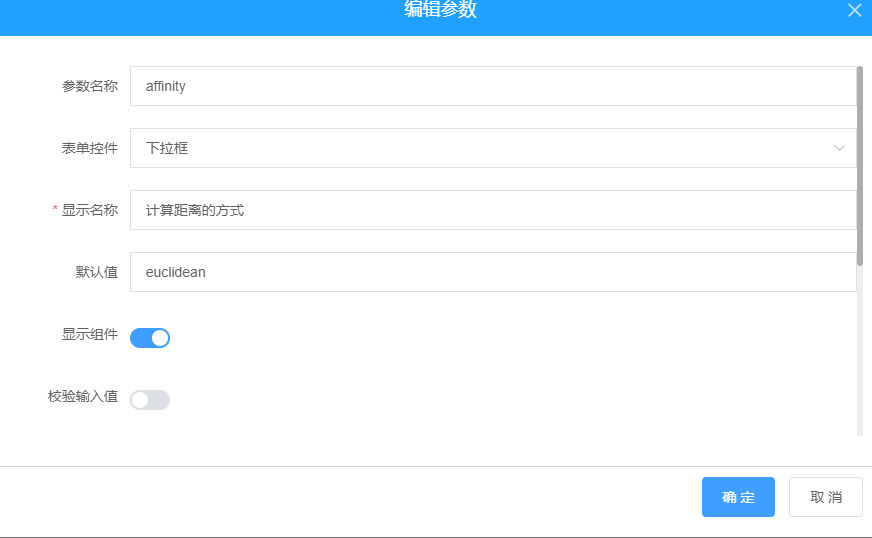 编辑参数
参数名称 affinity
表单控件 下拉框
* 显示名称 计算距离的方式
默认值 euclidean
显示组件
校验输入值
确 定 取 消